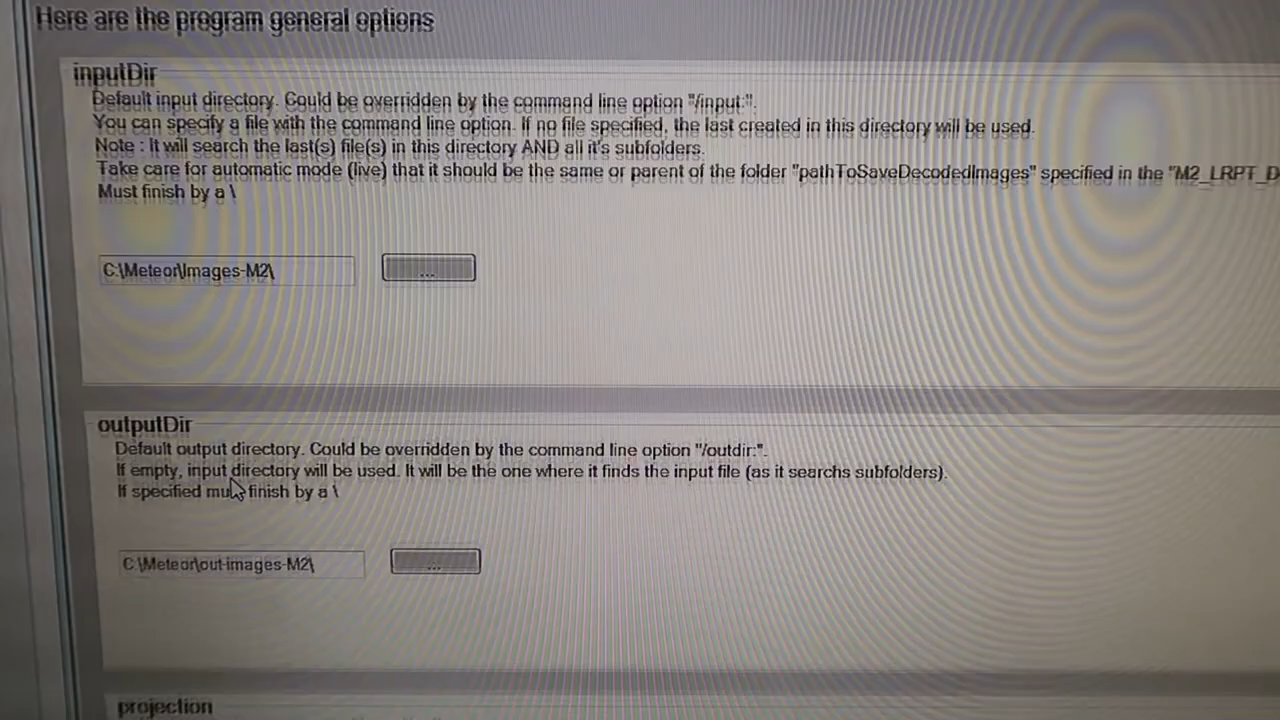 Here are the program general options
inputDir
Default input directory. Could be overridden by the command line option "/input:".
You can specify a file with the command line option. If no file specified, the last created in this directory will be used.
Note : It will search the last(s) file(s) in this directory AND all it's subfolders.
Take care for automatic mode (live) that it should be the same or parent of the folder "pathToSaveDecodedImages" specified in the "M2_LRPT_D
Must finish by a \
C:\Meteor\Images-M2\
...
outputDir
Default output directory. Could be overridden by the command line option "/outdir:".
If empty, input directory will be used. It will be the one where it finds the input file (as it searchs subfolders).
If specified mu finish by a \
C:\Meteor\out-images-M2\
...
projection